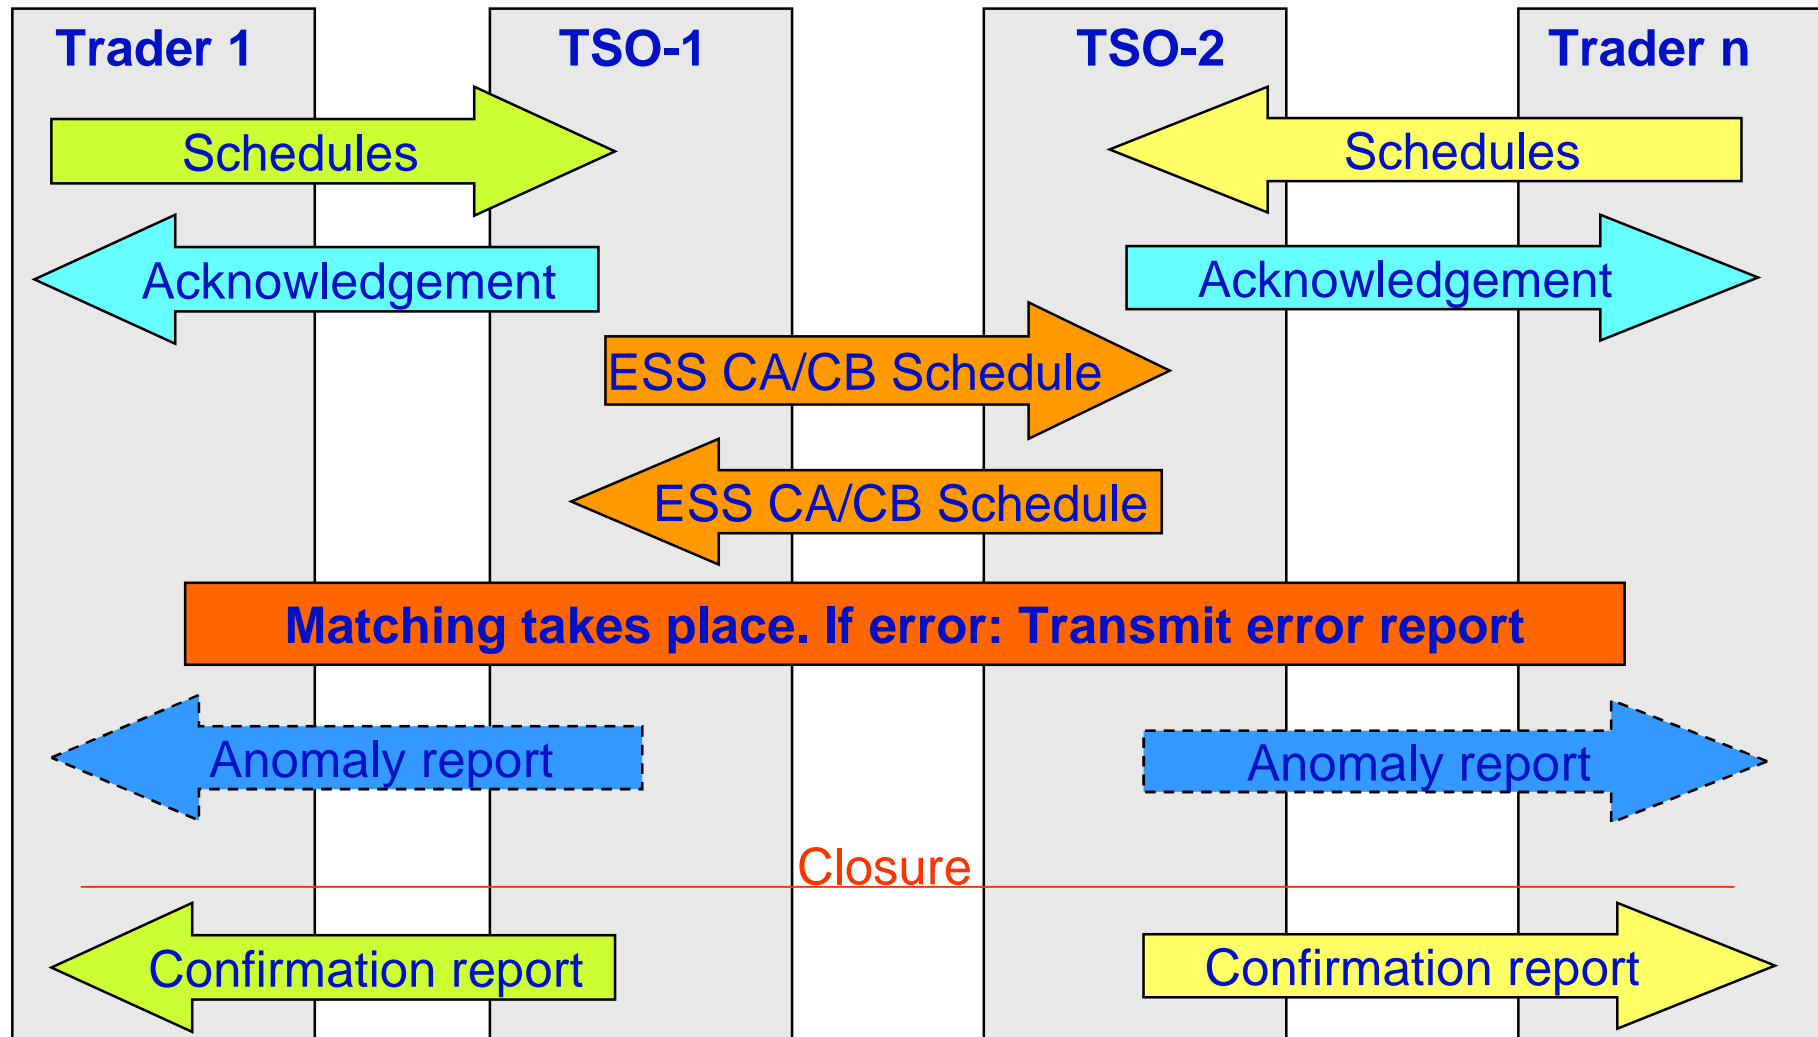 Trader 1
TSO-1
TSO-2
Trader n
Schedules
Schedules
Acknowledgement
Acknowledgement
ESS CA/CB Schedule
ESS CA/CB Schedule
Matching takes place. If error: Transmit error report
Anomaly report
Anomaly report
Closure
Confirmation report
Confirmation report